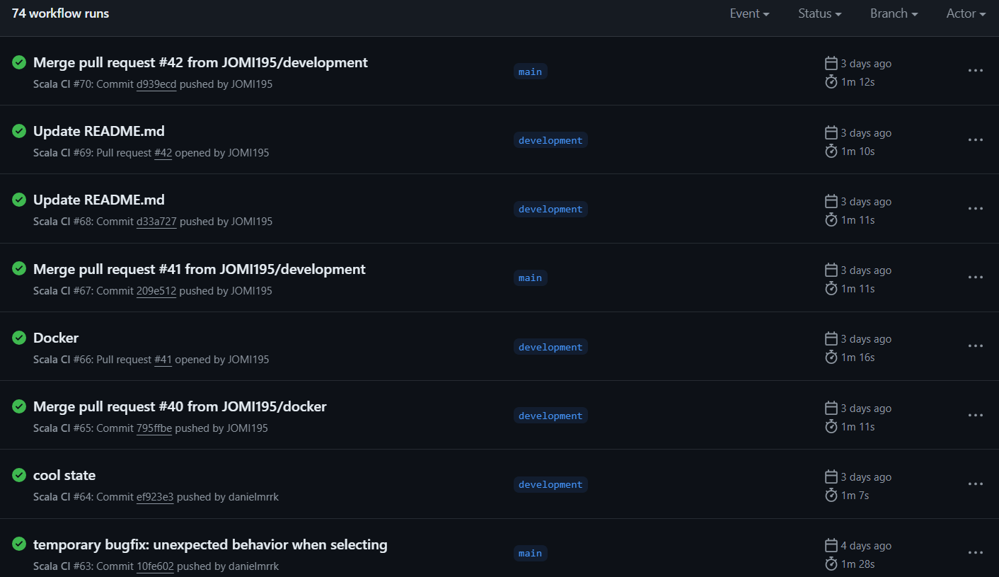 74 workflow runs
Event Status Branch Actor
Merge pull request #42 from JOMI195/development
Scala CI #70: Commit d939ecd pushed by JOMI195
main
3 days ago
1m 12s
Update README.md
Scala CI #69: Pull request #42 opened by JOMI195
development
3 days ago
1m 10s
Update README.md
Scala CI #68: Commit d33a727 pushed by JOMI195
development
3 days ago
1m 11s
Merge pull request #41 from JOMI195/development
Scala CI #67: Commit 209e512 pushed by JOMI195
main
3 days ago
1m 11s
Docker
Scala CI #66: Pull request #41 opened by JOMI195
development
3 days ago
1m 16s
Merge pull request #40 from JOMI195/docker
Scala CI #65: Commit 795ffbe pushed by JOMI195
development
3 days ago
1m 11s
cool state
Scala CI #64: Commit ef923e3 pushed by danielmrrk
development
3 days ago
1m 7s
temporary bugfix: unexpected behavior when selecting
Scala CI #63: Commit 10fe602 pushed by danielmrrk
main
4 days ago
1m 28s